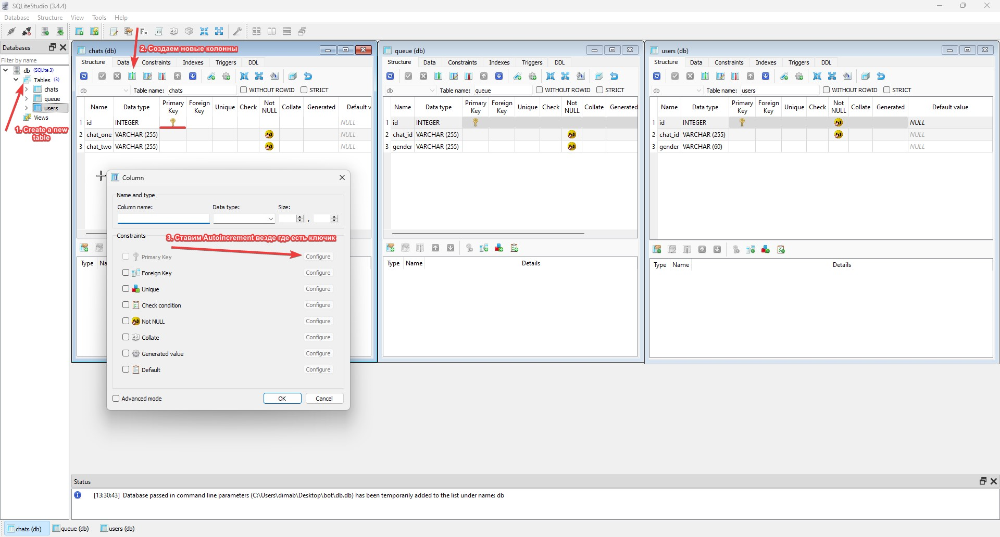 SQLiteStudio (3.4.4)
Database Structure View Tools Help
Databases
Filter by name
db (SQLite 3)
Tables (3)
chats
queue
users
Views
1. Create a new
table
chats (db)
2. Создаем новые колонны
Structure Data Constraints Indexes Triggers DDL
db Table name: chats WITHOUT ROWID STRICT
Name Data type Primary Key Foreign Key Unique Check Not NULL Collate Generated Default v
1 id INTEGER NULL
2 chat_one VARCHAR (255) NULL
3 chat_two VARCHAR (255) NULL
Type Na
Column
Name and type
Column name: Data type: Size:
,
Constraints
3. Ставим Autoincrement везде где есть ключик
Primary Key Configure
Foreign Key Configure
Unique Configure
Check condition Configure
Not NULL Configure
Collate Configure
Generated value Configure
Default Configure
Advanced mode OK Cancel
queue (db)
Structure Data Constraints Indexes Triggers DDL
db Table name: queue WITHOUT ROWID STRICT
Name Data type Primary Key Foreign Key Unique Check Not NULL Collate Generated
1 id INTEGER
2 chat_id VARCHAR (255)
3 gender VARCHAR (255)
Type Name Details
users (db)
Structure Data Constraints Indexes Triggers DDL
db Table name: users WITHOUT ROWID STRICT
Name Data type Primary Key Foreign Key Unique Check Not NULL Collate Generated Default value
1 id INTEGER NULL
2 chat_id VARCHAR (255) NULL
3 gender VARCHAR (60) NULL
Type Name Details
Status
[13:30:43] Database passed in command line parameters (C:\Users\dimab\Desktop\bot\db.db) has been temporarily added to the list under name: db
chats (db) queue (db) users (db)